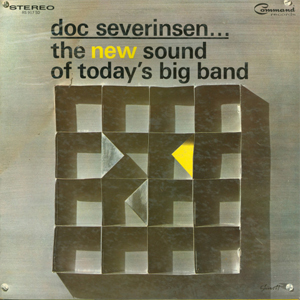 STEREO
Command
doc severinsen...
the new sound
of today's big band